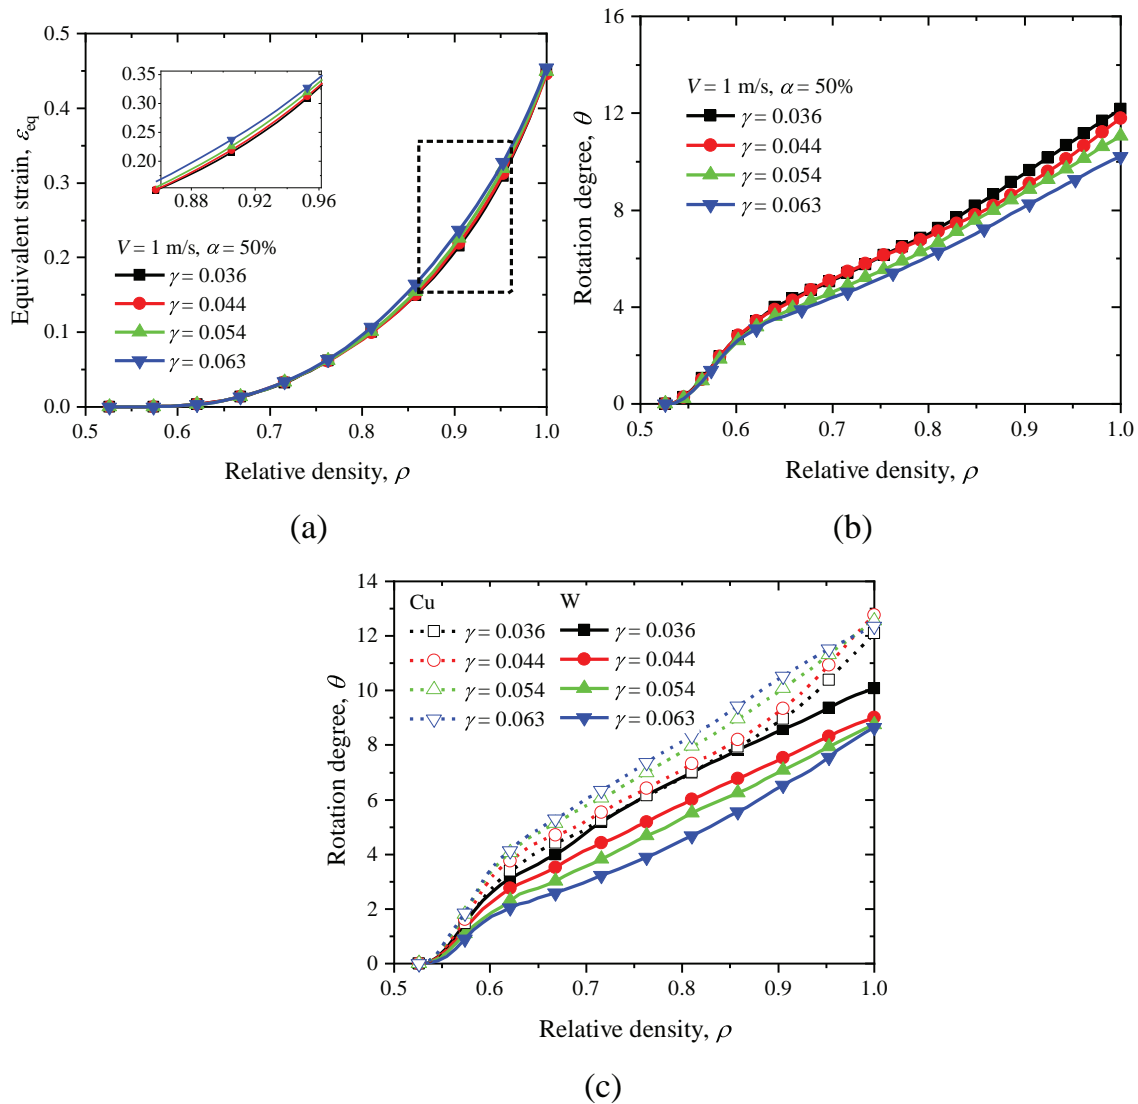 0.5
0.4
0.3
0.2
0.1
0.0
Equivalent strain, εeq
0.35
0.30
0.25
0.20
0.88 0.92 0.96
V = 1 m/s, α = 50%
γ = 0.036
γ = 0.044
γ = 0.054
γ = 0.063
0.5 0.6 0.7 0.8 0.9 1.0
Relative density, ρ
(a)
16
12
8
4
0
Rotation degree, θ
V = 1 m/s, α = 50%
γ = 0.036
γ = 0.044
γ = 0.054
γ = 0.063
0.5 0.6 0.7 0.8 0.9 1.0
Relative density, ρ
(b)
14
12
10
8
6
4
2
0
Rotation degree, θ
Cu W
γ = 0.036 γ = 0.036
γ = 0.044 γ = 0.044
γ = 0.054 γ = 0.054
γ = 0.063 γ = 0.063
0.5 0.6 0.7 0.8 0.9 1.0
Relative density, ρ
(c)